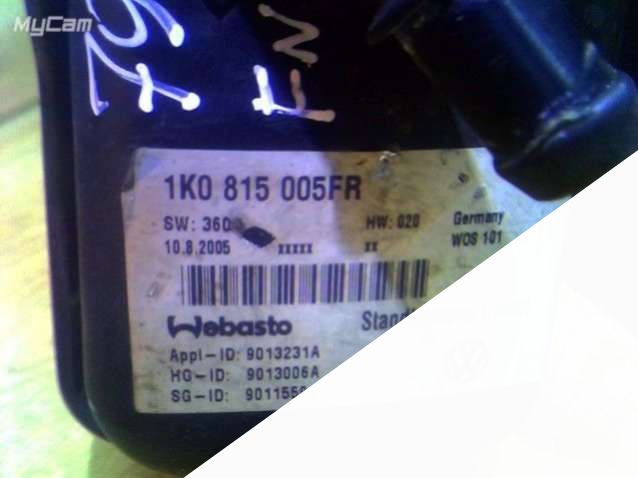 MyCam
1K0 815 005FR
SW: 360
HW: 020
Germany
10.8.2005
xxxxx
xx
WOS 101
Webasto
Stand
Appl-ID: 9013231A
HG-ID: 9013006A
SG-ID: 901155